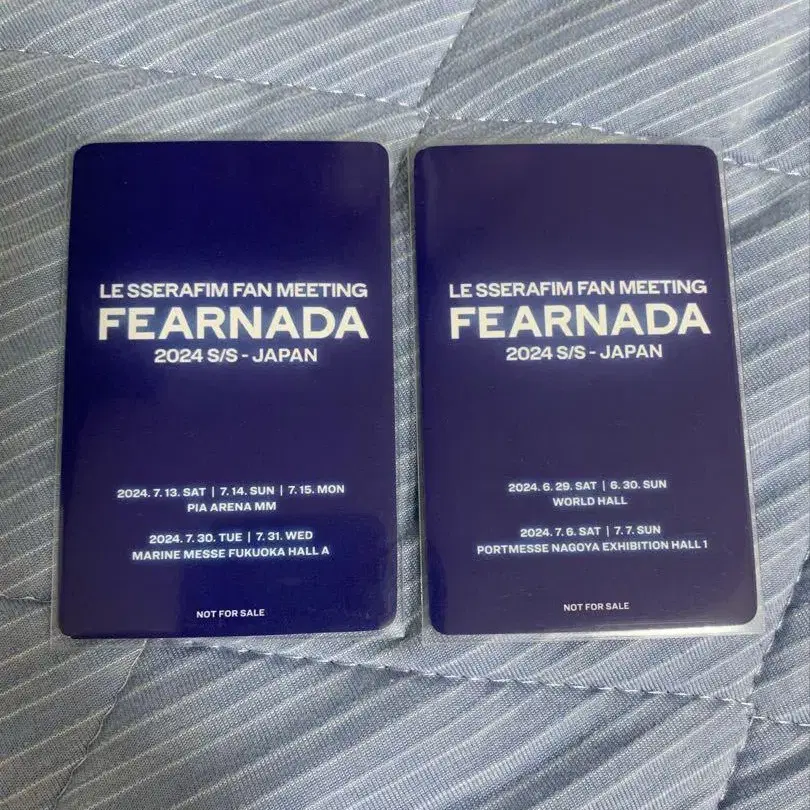 LE SSERAFIM FAN MEETING
FEARNADA
2024 S/S - JAPAN
2024. 7. 13. SAT | 7. 14. SUN | 7. 15. MON
PIA ARENA MM
2024. 7. 30. TUE | 7. 31. WED
MARINE MESSE FUKUOKA HALL A
NOT FOR SALE
LE SSERAFIM FAN MEETING
FEARNADA
2024 S/S - JAPAN
2024. 6. 29. SAT | 6. 30. SUN
WORLD HALL
2024. 7. 6. SAT | 7. 7. SUN
PORTMESSE NAGOYA EXHIBITION HALL 1
NOT FOR SALE